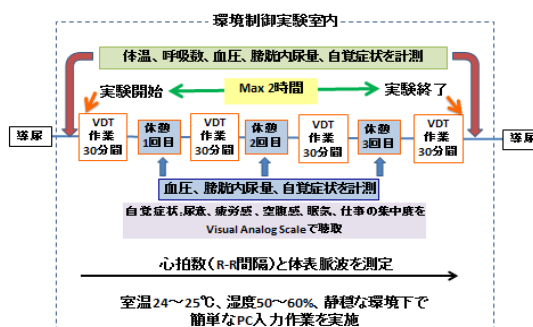 環境制御実験室内
体温、呼吸数、血圧、膀胱内尿量、自覚症状を計測
実験開始
Max 2時間
実験終了
導尿
VDT
作業
30分間
休憩
1回目
VDT
作業
30分間
休憩
2回目
VDT
作業
30分間
休憩
3回目
VDT
作業
30分間
導尿
血圧、膀胱内尿量、自覚症状を計測
自覚症状:尿意、疲労感、空腹感、眠気、仕事の集中度を
Visual Analog Scaleで聴取
心拍数(R-R間隔)と体表脈波を測定
室温24~25℃、湿度50~60%、静穏な環境下で
簡単なPC入力作業を実施